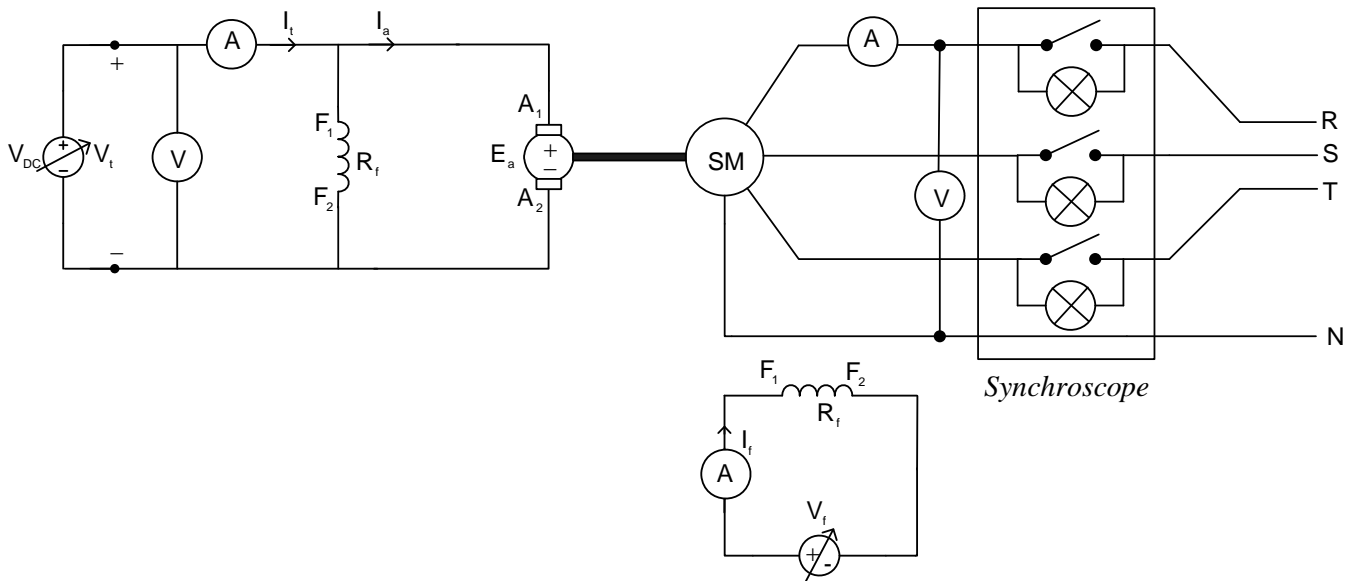 V_DC
+
-
V_t
+
−
V
A
I_t
I_a
F_1
F_2
R_f
A_1
E_a
+
−
A_2
SM
A
V
R
S
T
N
Synchroscope
F_1
F_2
R_f
I_f
A
V_f
+
-